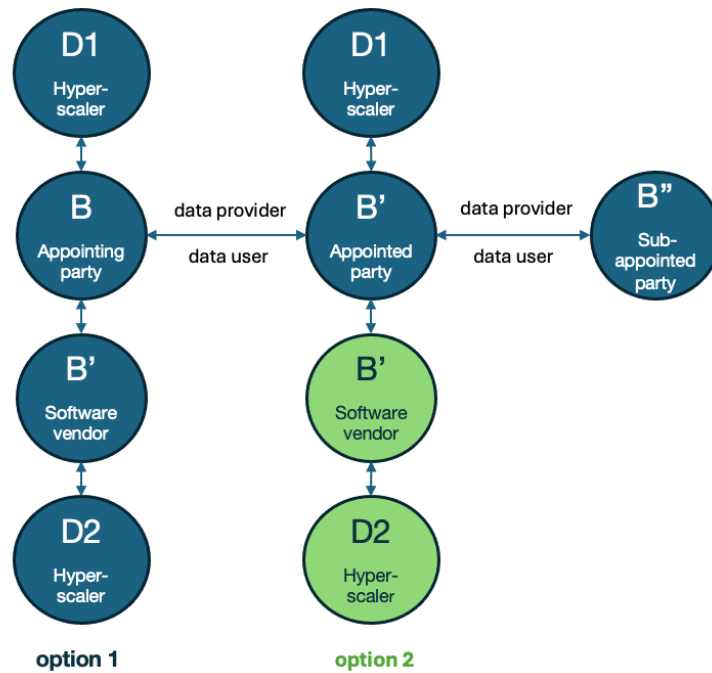 D1
Hyper-
scaler
D1
Hyper-
scaler
B
Appointing
party
data provider
data user
B’
Appointed
party
data provider
data user
B”
Sub-
appointed
party
B’
Software
vendor
B’
Software
vendor
D2
Hyper-
scaler
D2
Hyper-
scaler
option 1
option 2